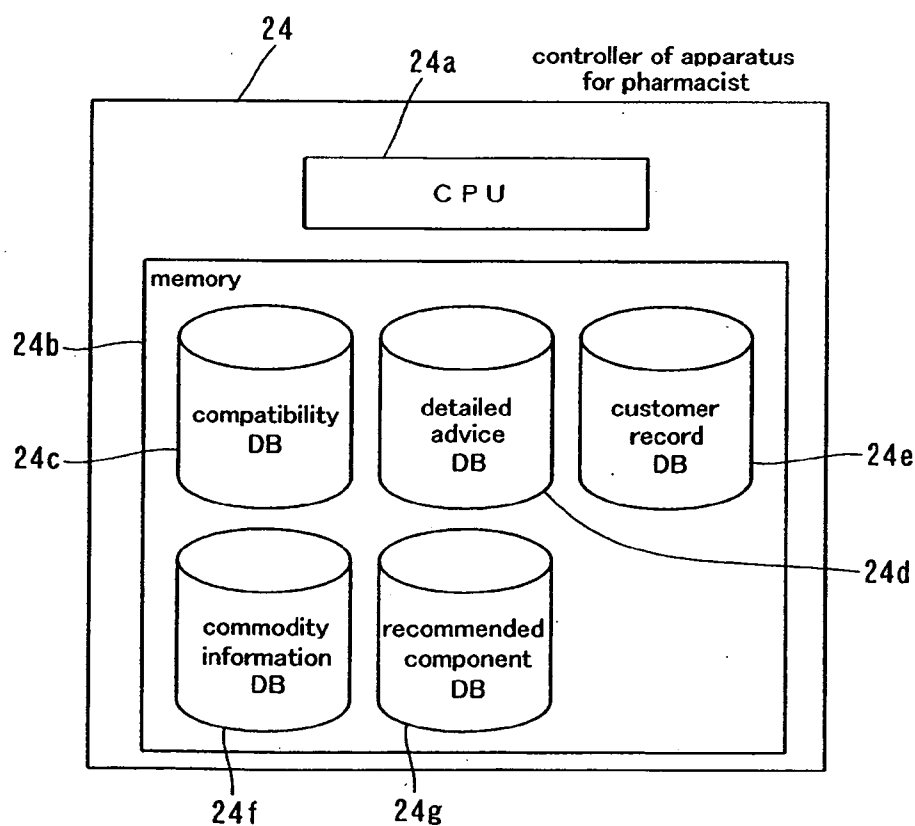 24
24a
controller of apparatus
for pharmacist
CPU
memory
24b
compatibility
DB
24c
detailed
advice
DB
customer
record
DB
24e
24d
commodity
information
DB
recommended
component
DB
24f
24g